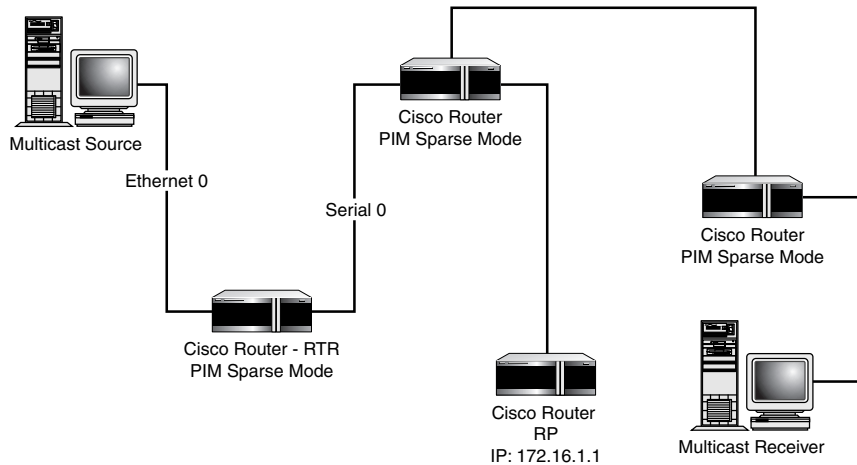 Multicast Source
Ethernet 0
Cisco Router - RTR
PIM Sparse Mode
Serial 0
Cisco Router
PIM Sparse Mode
Cisco Router
RP
IP: 172.16.1.1
Cisco Router
PIM Sparse Mode
Multicast Receiver